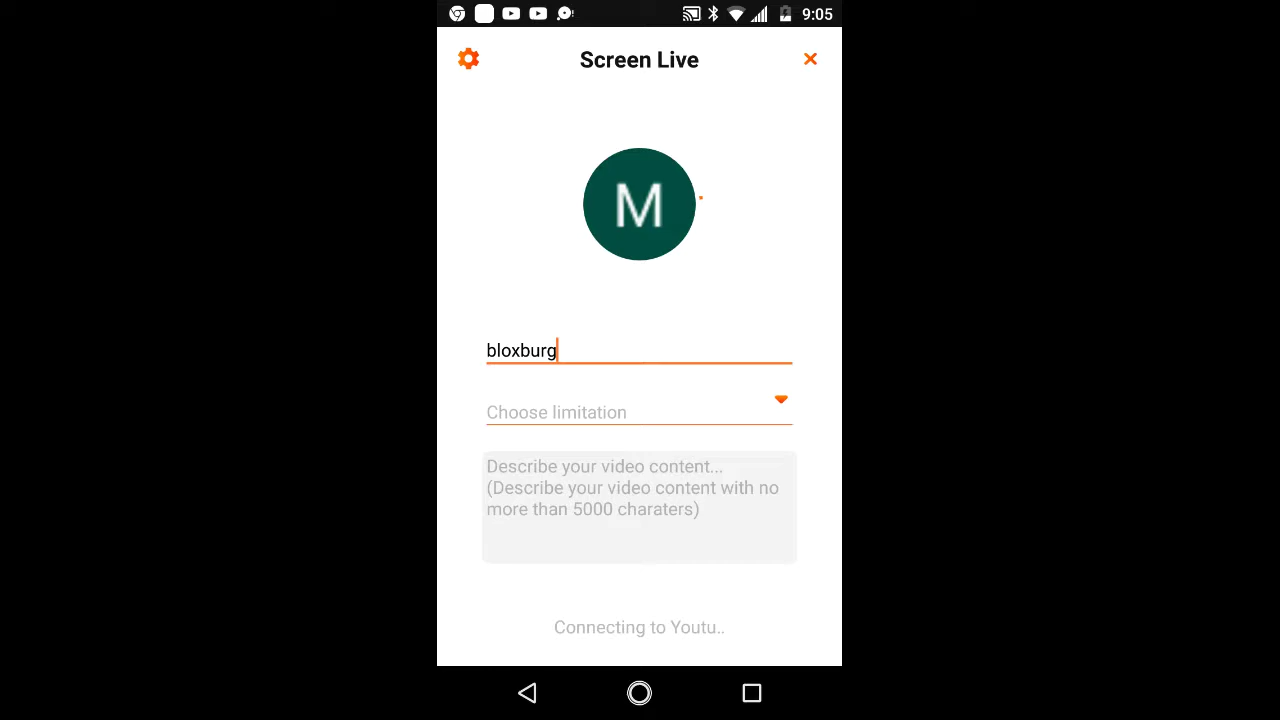 9:05
Screen Live
M
bloxburg
Choose limitation
Describe your video content...
(Describe your video content with no
more than 5000 charaters)
Connecting to Youtu..